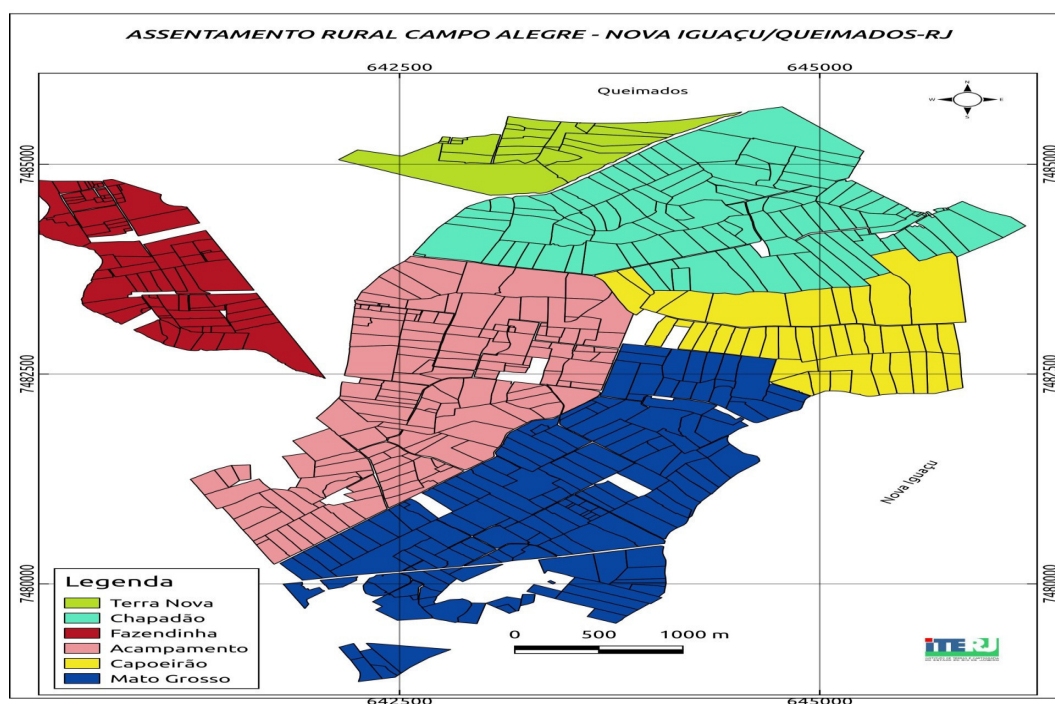 ASSENTAMENTO RURAL CAMPO ALEGRE - NOVA IGUAÇU/QUEIMADOS-RJ
642500
645000
Queimados
N
W
E
S
7485000
7485000
7482500
7482500
Nova Iguaçu
7480000
7480000
Legenda
Terra Nova
Chapadão
Fazendinha
Acampamento
Capoeirão
Mato Grosso
0 500 1000 m
ITERJ
642500
645000